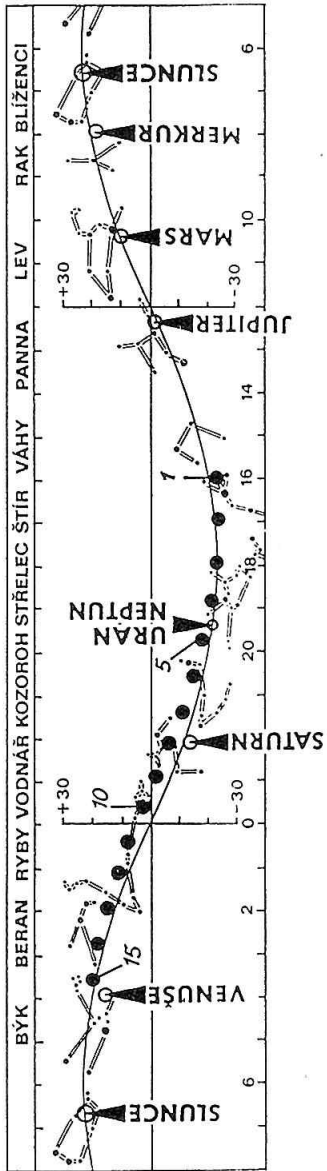 BÝK BERAN RYBY VODNÁŘ KOZOROH STŘELEC ŠTÍR VÁHY PANNA LEV RAK BLÍŽENCI
+30 +30
15 10 5 1
SLUNCE VENUŠE SATURN URAN JUPITER MARS MERKUR SLUNCE
NEPTUN
-30 -30
6 2 0 20 18 16 14 10 6